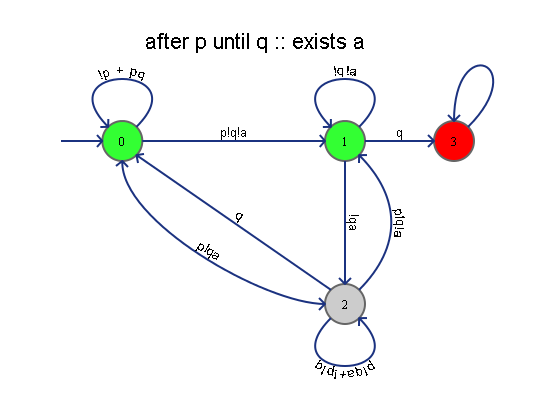 after p until q :: exists a
!p + pq
!q!a
0
p!q!a
1
q
3
q
!qa
p!q!a
p!qa
2
p!qa+!p!q